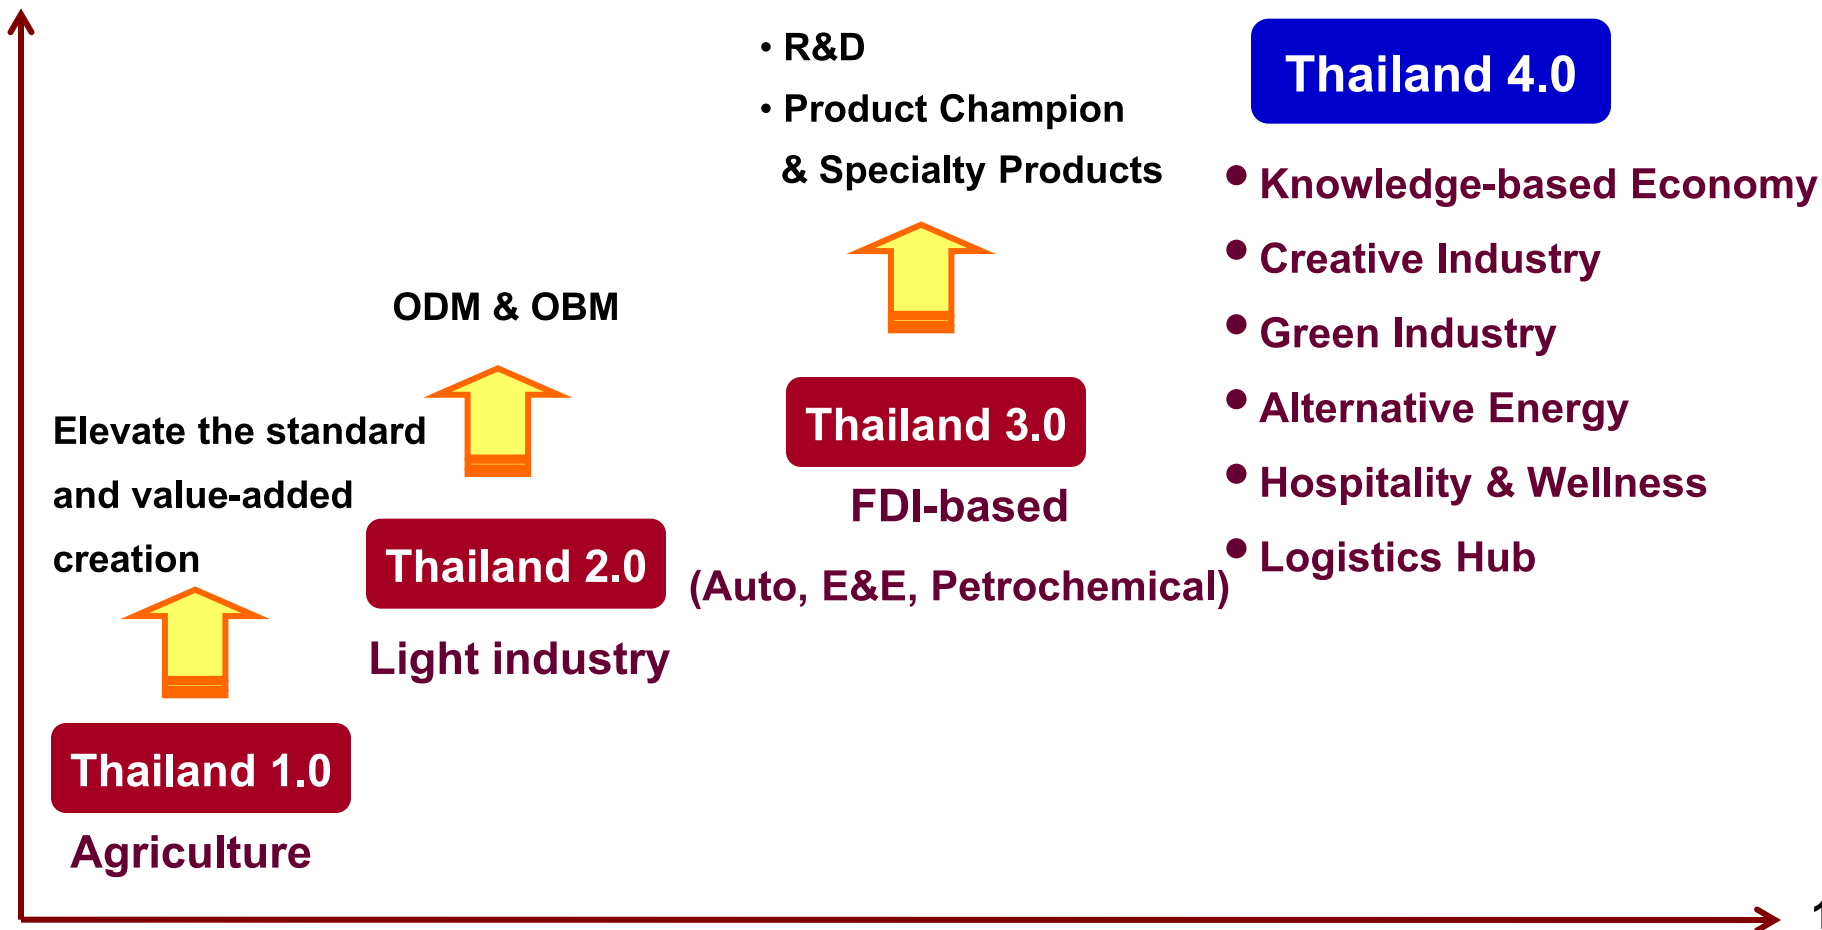 • R&D
• Product Champion
& Specialty Products
Thailand 4.0
• Knowledge-based Economy
• Creative Industry
• Green Industry
• Alternative Energy
• Hospitality & Wellness
• Logistics Hub
ODM & OBM
Elevate the standard
and value-added
creation
Thailand 3.0
FDI-based
(Auto, E&E, Petrochemical)
Thailand 2.0
Light industry
Thailand 1.0
Agriculture